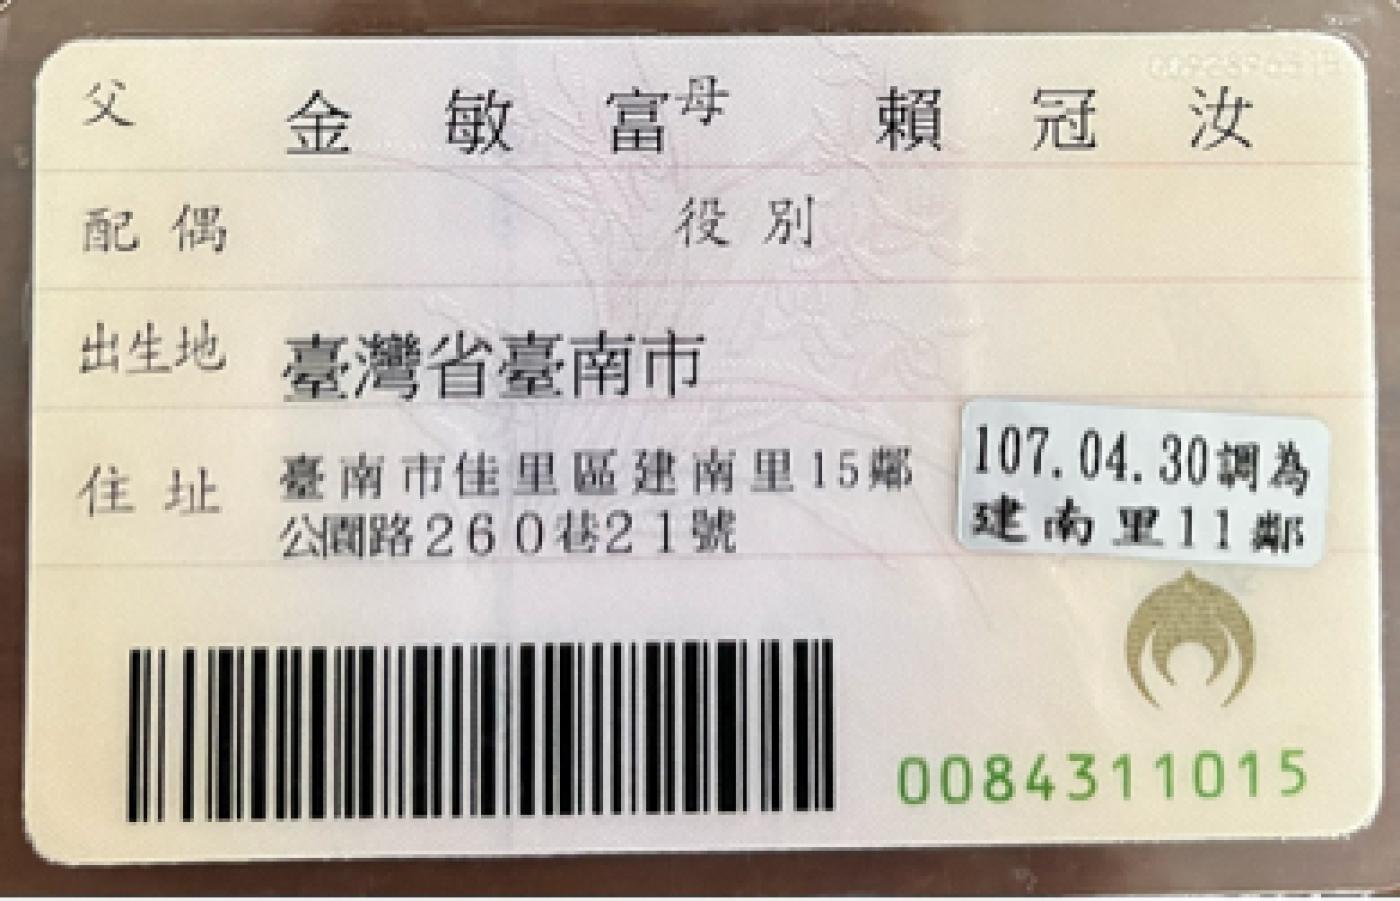 父 金敏富 母 賴冠汝
配偶 役別
出生地 臺灣省臺南市
住址 臺南市佳里區建南里15鄰
公園路260巷21號
107.04.30調為
建南里11鄰
0084311015